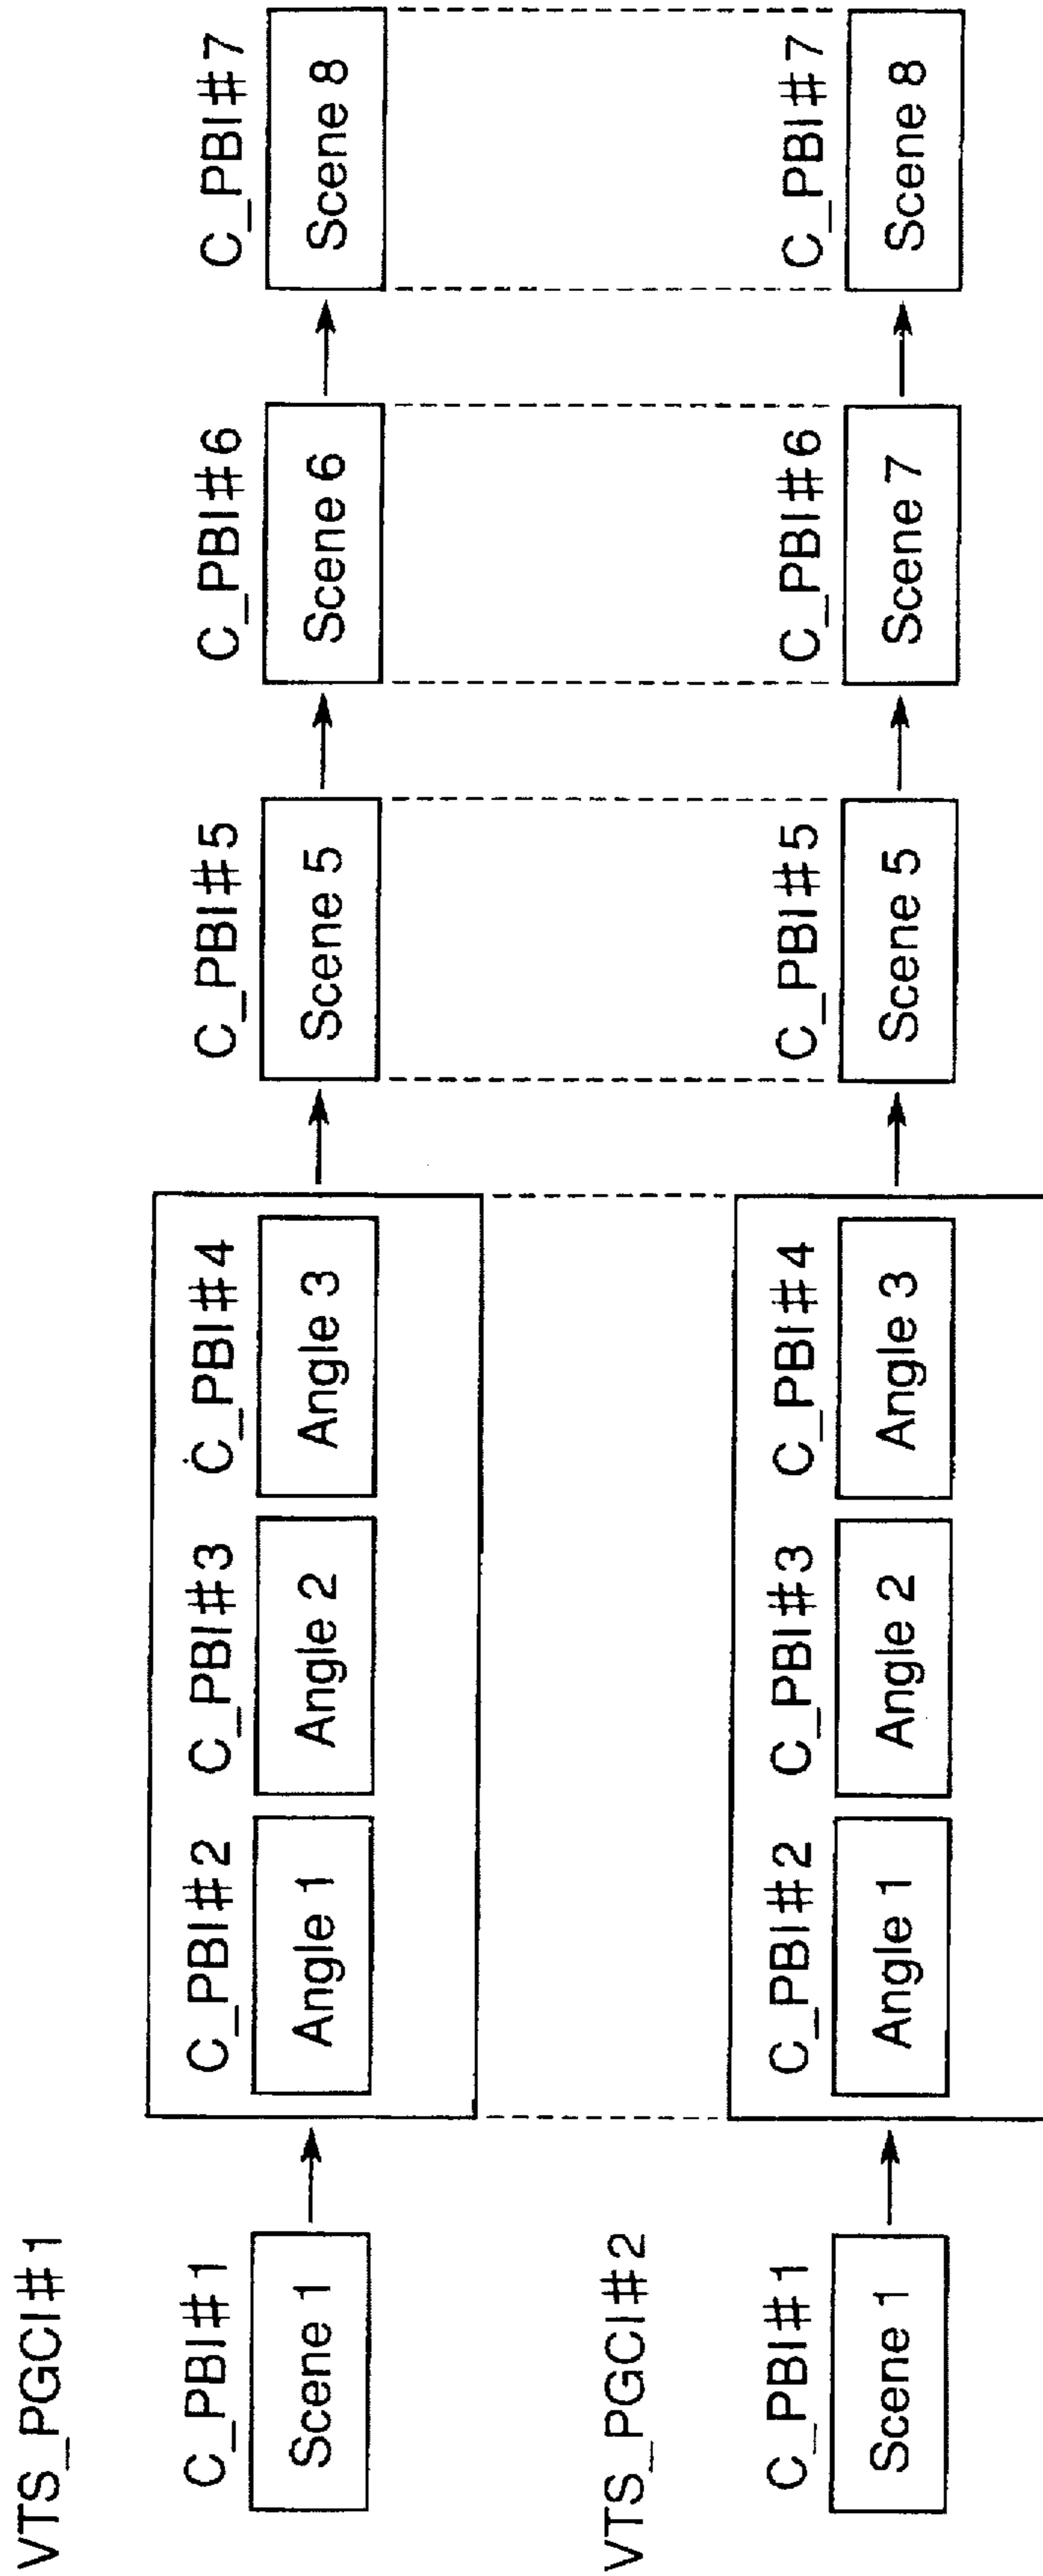 VTS_PGCI#1
C_PBI#1
C_PBI#2 C_PBI#3 C_PBI#4
C_PBI#5
C_PBI#6
C_PBI#7
Scene 1
Angle 1
Angle 2
Angle 3
Scene 5
Scene 6
Scene 8
VTS_PGCI#2
C_PBI#1
C_PBI#2 C_PBI#3 C_PBI#4
C_PBI#5
C_PBI#6
C_PBI#7
Scene 1
Angle 1
Angle 2
Angle 3
Scene 5
Scene 7
Scene 8